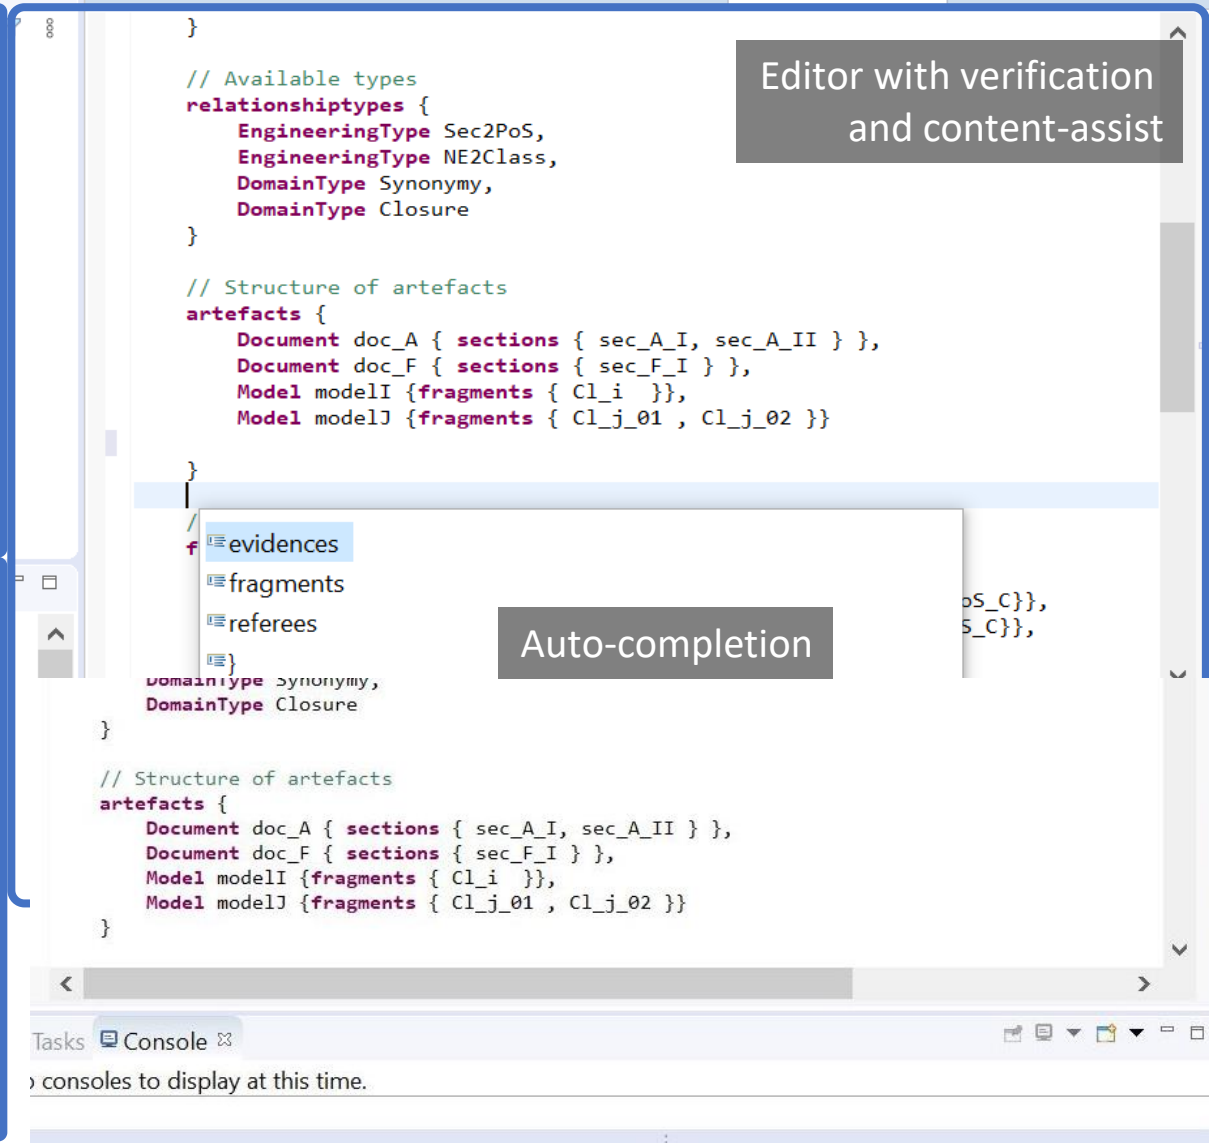 }
// Available types
Editor with verification
and content-assist
relationshiptypes {
EngineeringType Sec2PoS,
EngineeringType NE2Class,
DomainType Synonymy,
DomainType Closure
}
// Structure of artefacts
artefacts {
Document doc_A { sections { sec_A_I, sec_A_II } },
Document doc_F { sections { sec_F_I } },
Model modelI {fragments { Cl_i  }},
Model modelJ {fragments { Cl_j_01 , Cl_j_02 }}
}
/
f
evidences
fragments
referees
}
oS_C}},
S_C}},
Auto-completion
DomainType Synonymy,
DomainType Closure
}
// Structure of artefacts
artefacts {
Document doc_A { sections { sec_A_I, sec_A_II } },
Document doc_F { sections { sec_F_I } },
Model modelI {fragments { Cl_i  }},
Model modelJ {fragments { Cl_j_01 , Cl_j_02 }}
}
Tasks Console
consoles to display at this time.